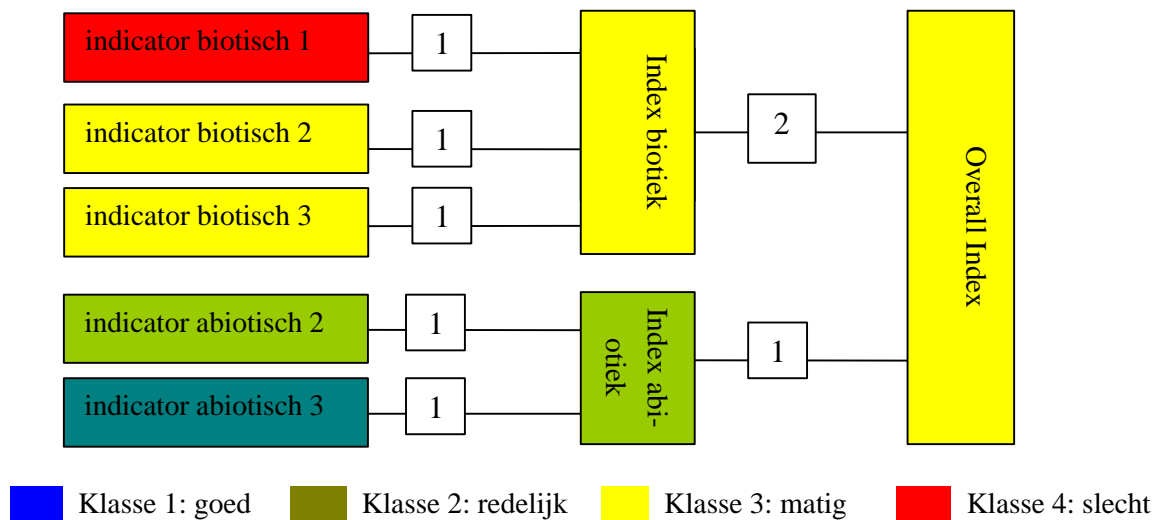 indicator biotisch 1
1
indicator biotisch 2
1
indicator biotisch 3
1
Index biotiek
2
indicator abiotisch 2
1
indicator abiotisch 3
1
Index abi-
otiek
1
Overall Index
Klasse 1: goed
Klasse 2: redelijk
Klasse 3: matig
Klasse 4: slecht